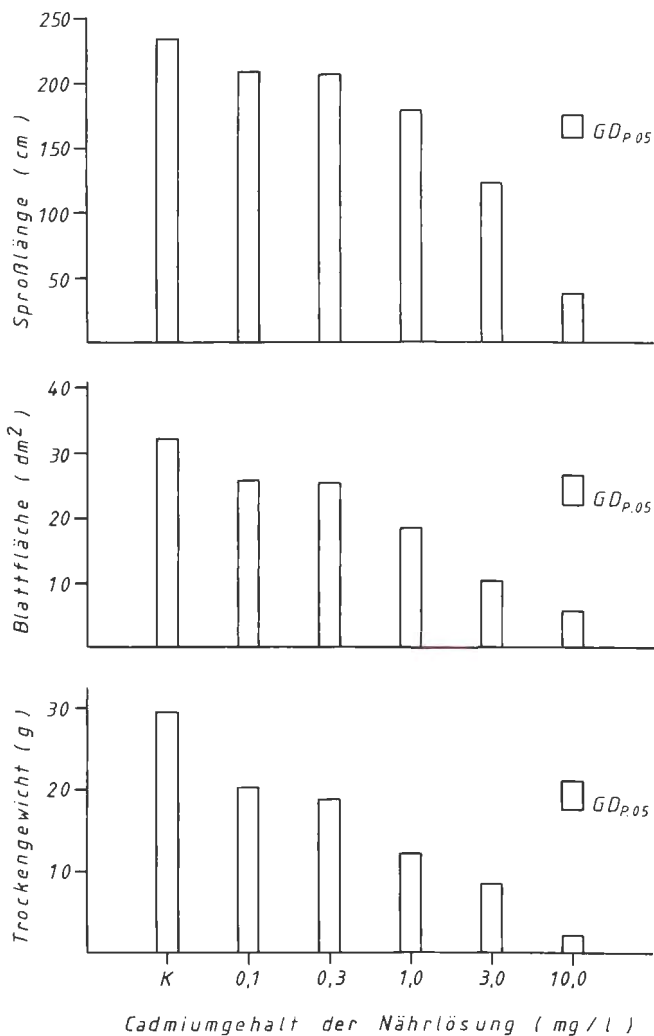 250
200
150
100
50
Sproßlänge (cm)
GD P.05
40
30
20
10
Blattfläche (dm²)
GD P.05
30
20
10
Trockengewicht (g)
GD P.05
K 0,1 0,3 1,0 3,0 10,0
Cadmiumgehalt der Nährlösung (mg/l)